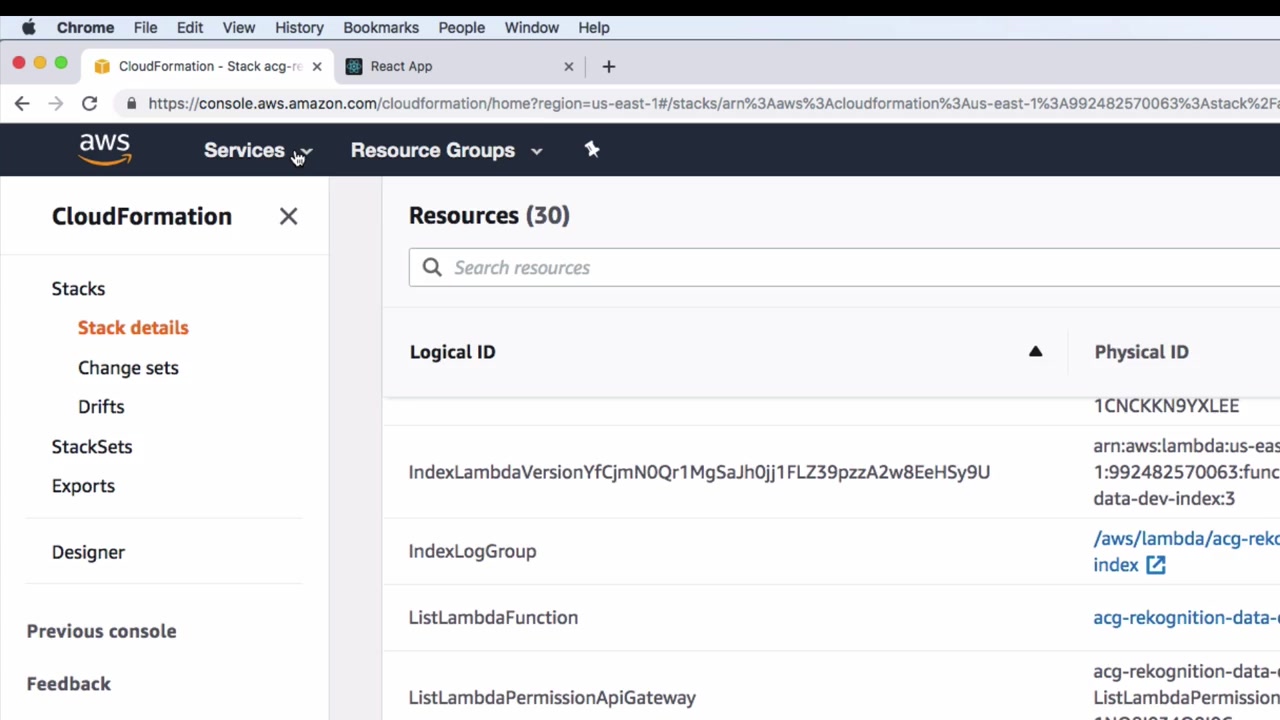 Chrome File Edit View History Bookmarks People Window Help
CloudFormation - Stack acg-re React App
https://console.aws.amazon.com/cloudformation/home?region=us-east-1#/stacks/arn%3Aaws%3Acloudformation%3Aus-east-1%3A992482570063%3Astack%2F
aws Services Resource Groups
CloudFormation
Stacks
Stack details
Change sets
Drifts
StackSets
Exports
Designer
Previous console
Feedback
Resources (30)
Search resources
Logical ID Physical ID
1CNCKKN9YXLEE
IndexLambdaVersionYfCjmN0Qr1MgSaJh0jj1FLZ39pzzA2w8EeHSy9U
arn:aws:lambda:us-eas
1:992482570063:func
data-dev-index:3
IndexLogGroup
/aws/lambda/acg-reko
index
ListLambdaFunction
acg-rekognition-data-
ListLambdaPermissionApiGateway
acg-rekognition-data-
ListLambdaPermission